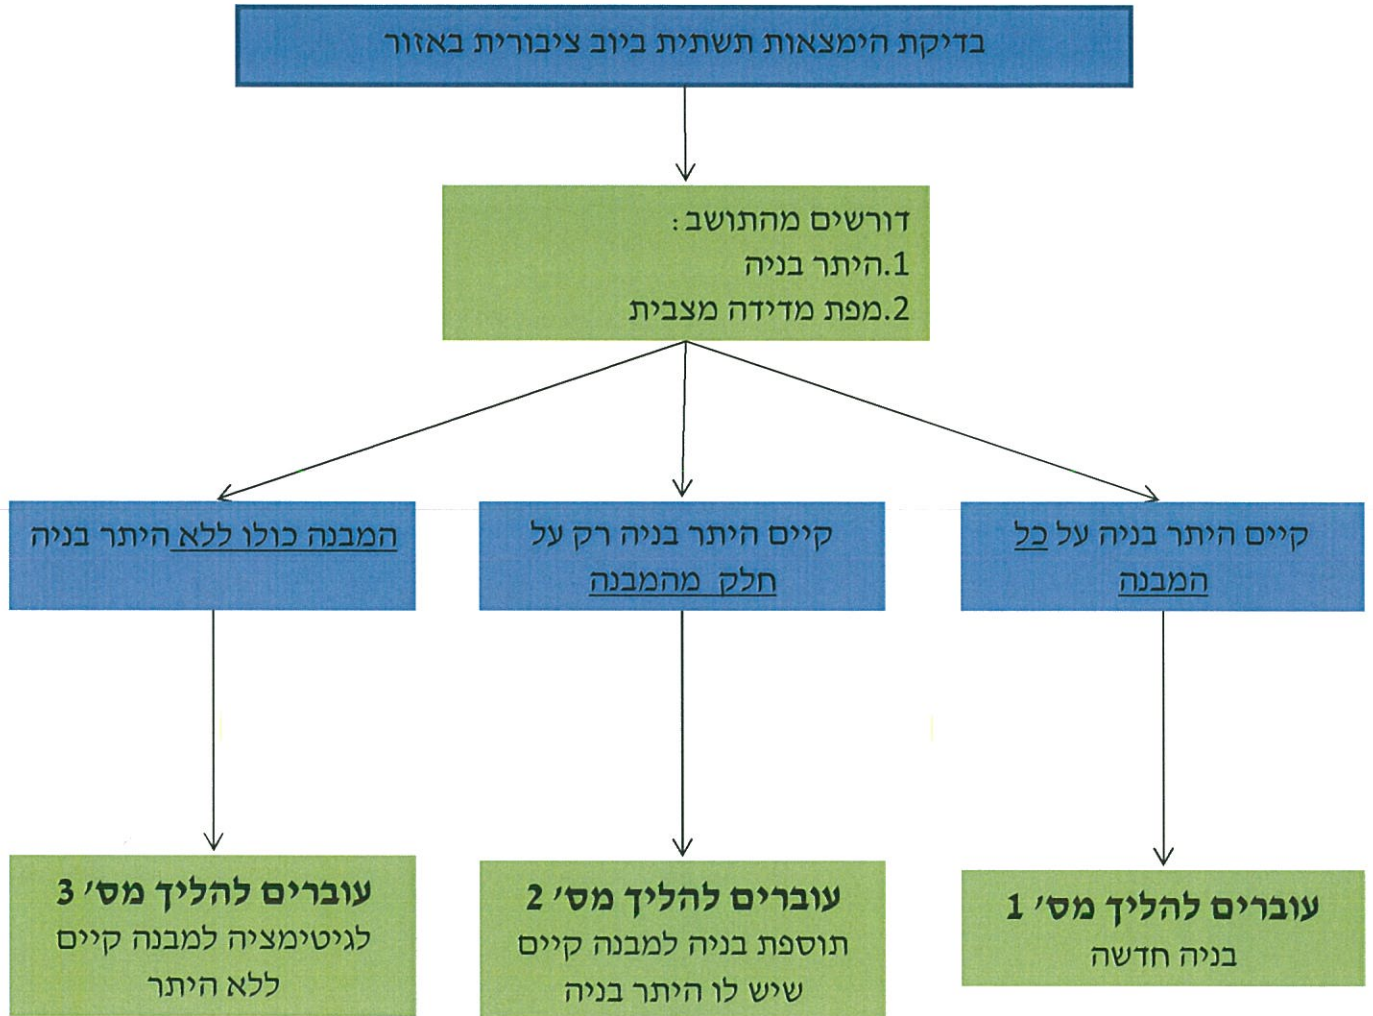 בדיקת הימצאות תשתית ביוב ציבורית באזור
דורשים מהתושב:
1.היתר בניה
2.מפת מדידה מצבית
קיים היתר בניה על כל
המבנה
קיים היתר בניה רק על
חלק מהמבנה
המבנה כולו ללא היתר בניה
עוברים להליך מס' 1
בניה חדשה
עוברים להליך מס' 2
תוספת בניה למבנה קיים
שיש לו היתר בניה
עוברים להליך מס' 3
לגיטימציה למבנה קיים
ללא היתר